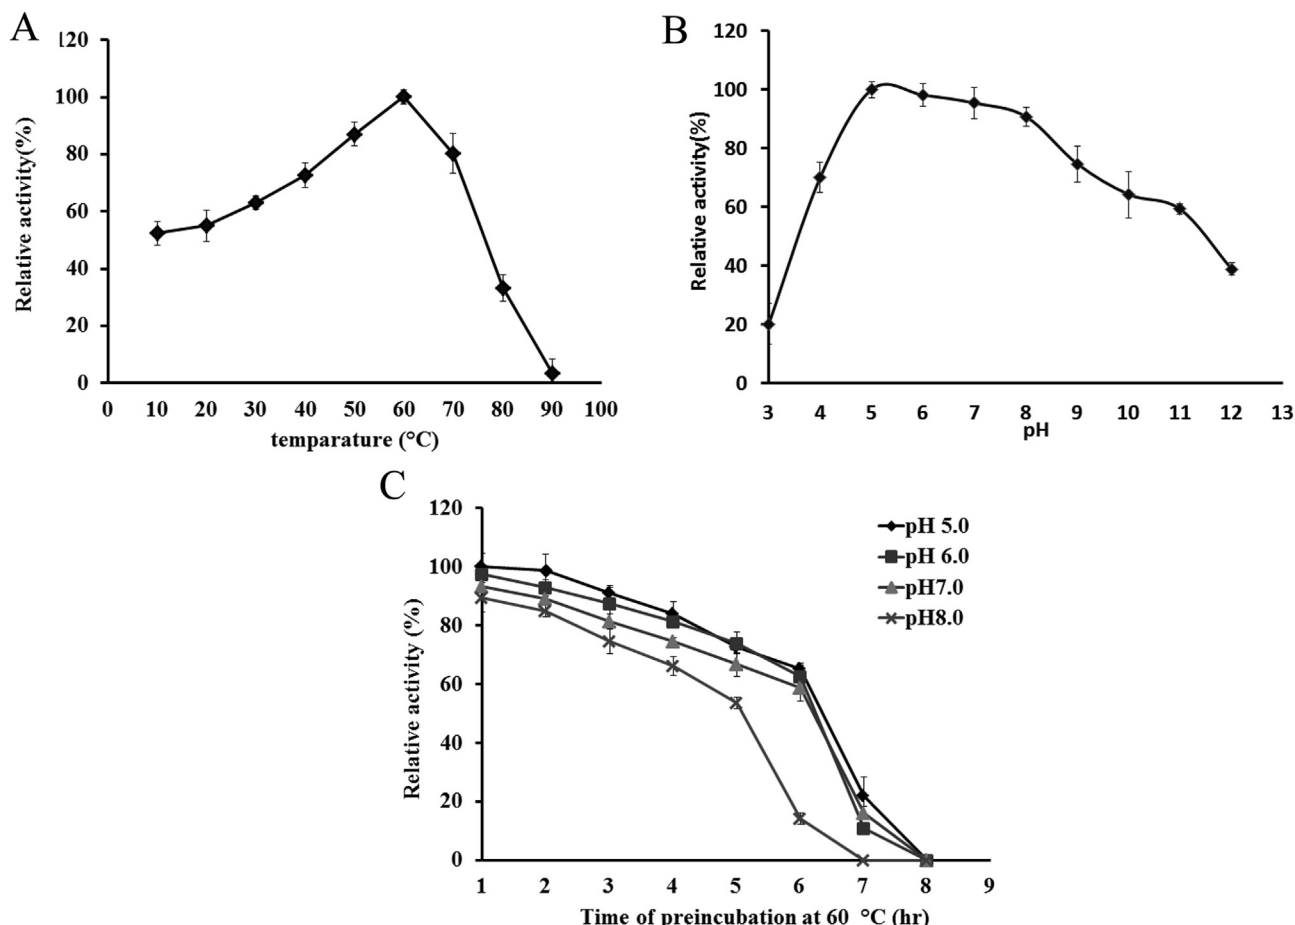 A
120
100
80
60
40
20
0
Relative activity(%)
0 10 20 30 40 50 60 70 80 90 100
temparature (°C)
B
120
100
80
60
40
20
0
Relative activity(%)
3 4 5 6 7 8 9 10 11 12 13
pH
C
120
100
80
60
40
20
0
Relative activity (%)
pH 5.0
pH 6.0
pH7.0
pH8.0
1 2 3 4 5 6 7 8 9
Time of preincubation at 60 °C (hr)